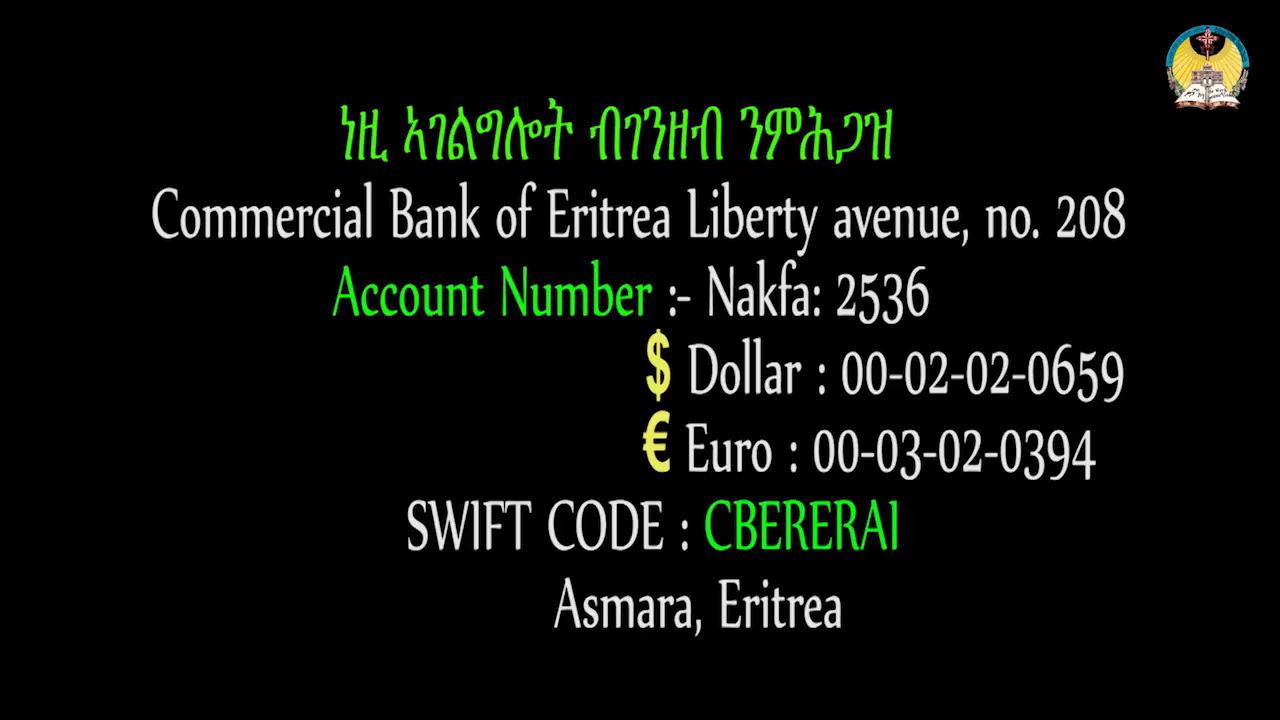 ነዚ ኣገልግሎት ብገንዘብ ንምሕጋዝ
Commercial Bank of Eritrea Liberty avenue, no. 208
Account Number :- Nakfa: 2536
$ Dollar : 00-02-02-0659
€ Euro : 00-03-02-0394
SWIFT CODE : CBERERAI
Asmara, Eritrea